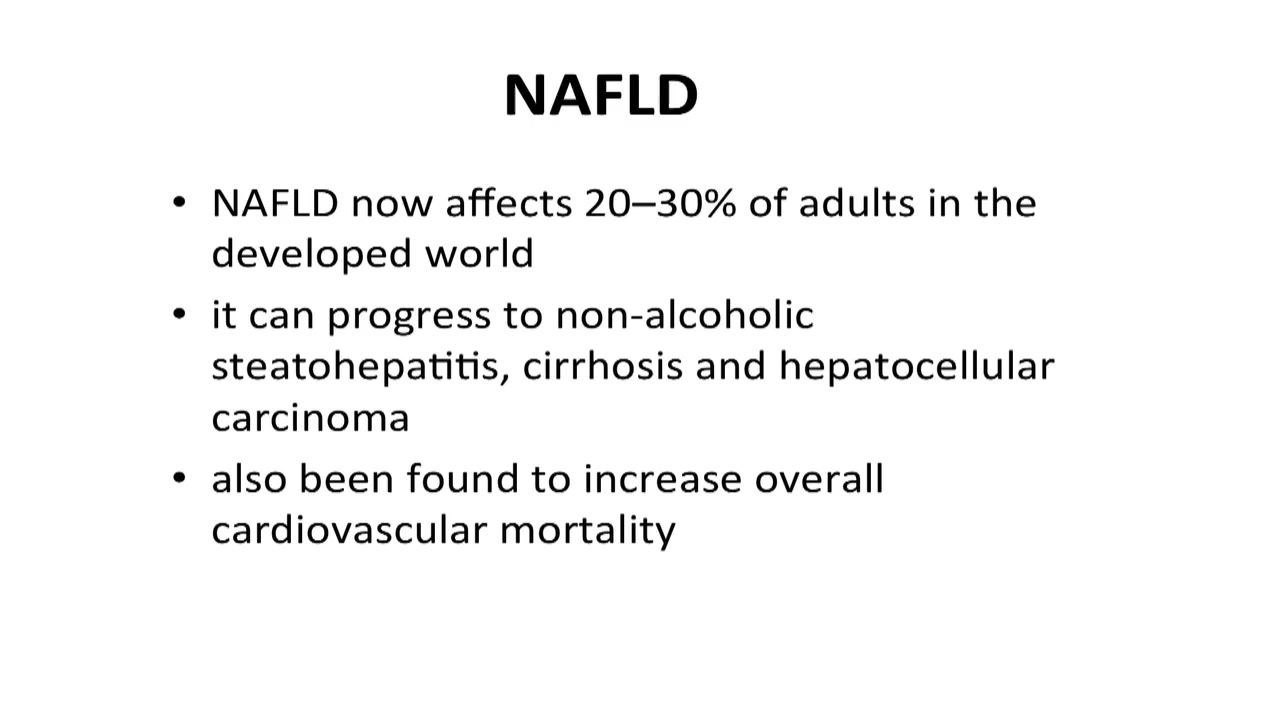 NAFLD
• NAFLD now affects 20–30% of adults in the
developed world
• it can progress to non-alcoholic
steatohepatitis, cirrhosis and hepatocellular
carcinoma
• also been found to increase overall
cardiovascular mortality